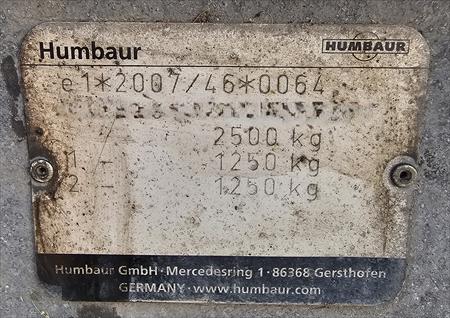 Humbaur HUMBAUR
e1*2007/46*0064
- 2500 kg
1 - 1250 kg
2 - 1250 kg
Humbaur GmbH · Mercedesring 1 · 86368 Gersthofen
GERMANY · www.humbaur.com